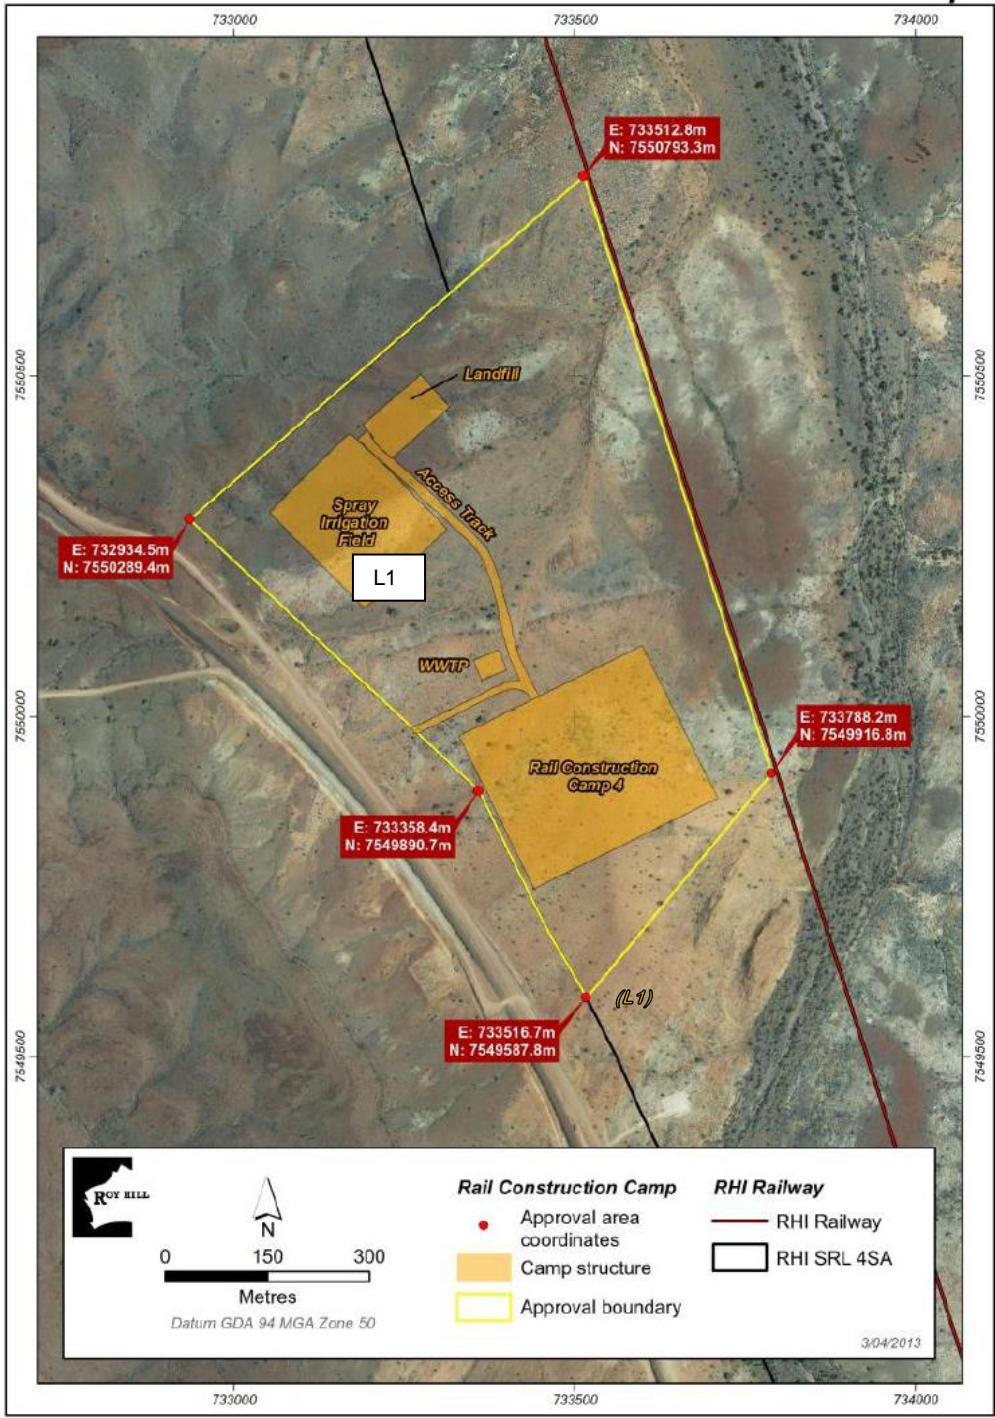 733000
733500
734000
E: 733512.8m
N: 7550793.3m
7550500
7550500
Landfill
Access Track
Spray
Irrigation
Field
E: 732934.5m
N: 7550289.4m
L1
WWTP
7550000
7550000
E: 733788.2m
N: 7549916.8m
Rail Construction
Camp 4
E: 733358.4m
N: 7549890.7m
(L1)
E: 733516.7m
N: 7549587.8m
7549500
7549500
ROY HILL
N
0 150 300
Metres
Datum GDA 94 MGA Zone 50
Rail Construction Camp
Approval area
coordinates
Camp structure
Approval boundary
RHI Railway
RHI Railway
RHI SRL 4SA
3/04/2013
733000
733500
734000